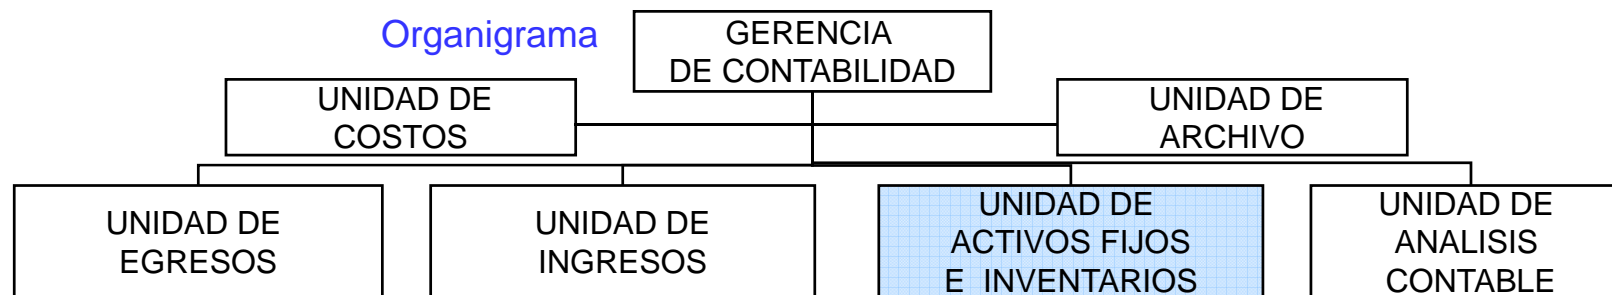 Organigrama
GERENCIA
DE CONTABILIDAD
UNIDAD DE
COSTOS
UNIDAD DE
ARCHIVO
UNIDAD DE
EGRESOS
UNIDAD DE
INGRESOS
UNIDAD DE
ACTIVOS FIJOS
E INVENTARIOS
UNIDAD DE
ANALISIS
CONTABLE